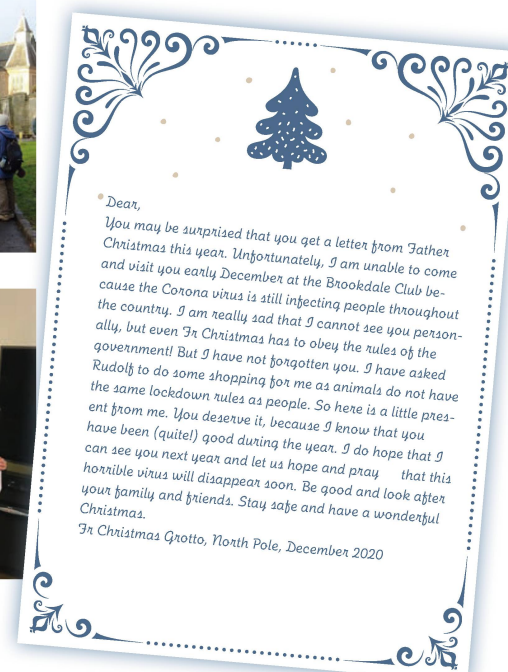 Dear,
You may be surprised that you get a letter from Father
Christmas this year. Unfortunately, I am unable to come
and visit you early December at the Brookdale Club be-
cause the Corona virus is still infecting people throughout
the country. I am really sad that I cannot see you person-
ally, but even Fr Christmas has to obey the rules of the
government! But I have not forgotten you. I have asked
Rudolf to do some shopping for me as animals do not have
the same lockdown rules as people. So here is a little pres-
ent from me. You deserve it, because I know that you
have been (quite!) good during the year. I do hope that I
can see you next year and let us hope and pray that this
horrible virus will disappear soon. Be good and look after
your family and friends. Stay safe and have a wonderful
Christmas.
Fr Christmas Grotto, North Pole, December 2020